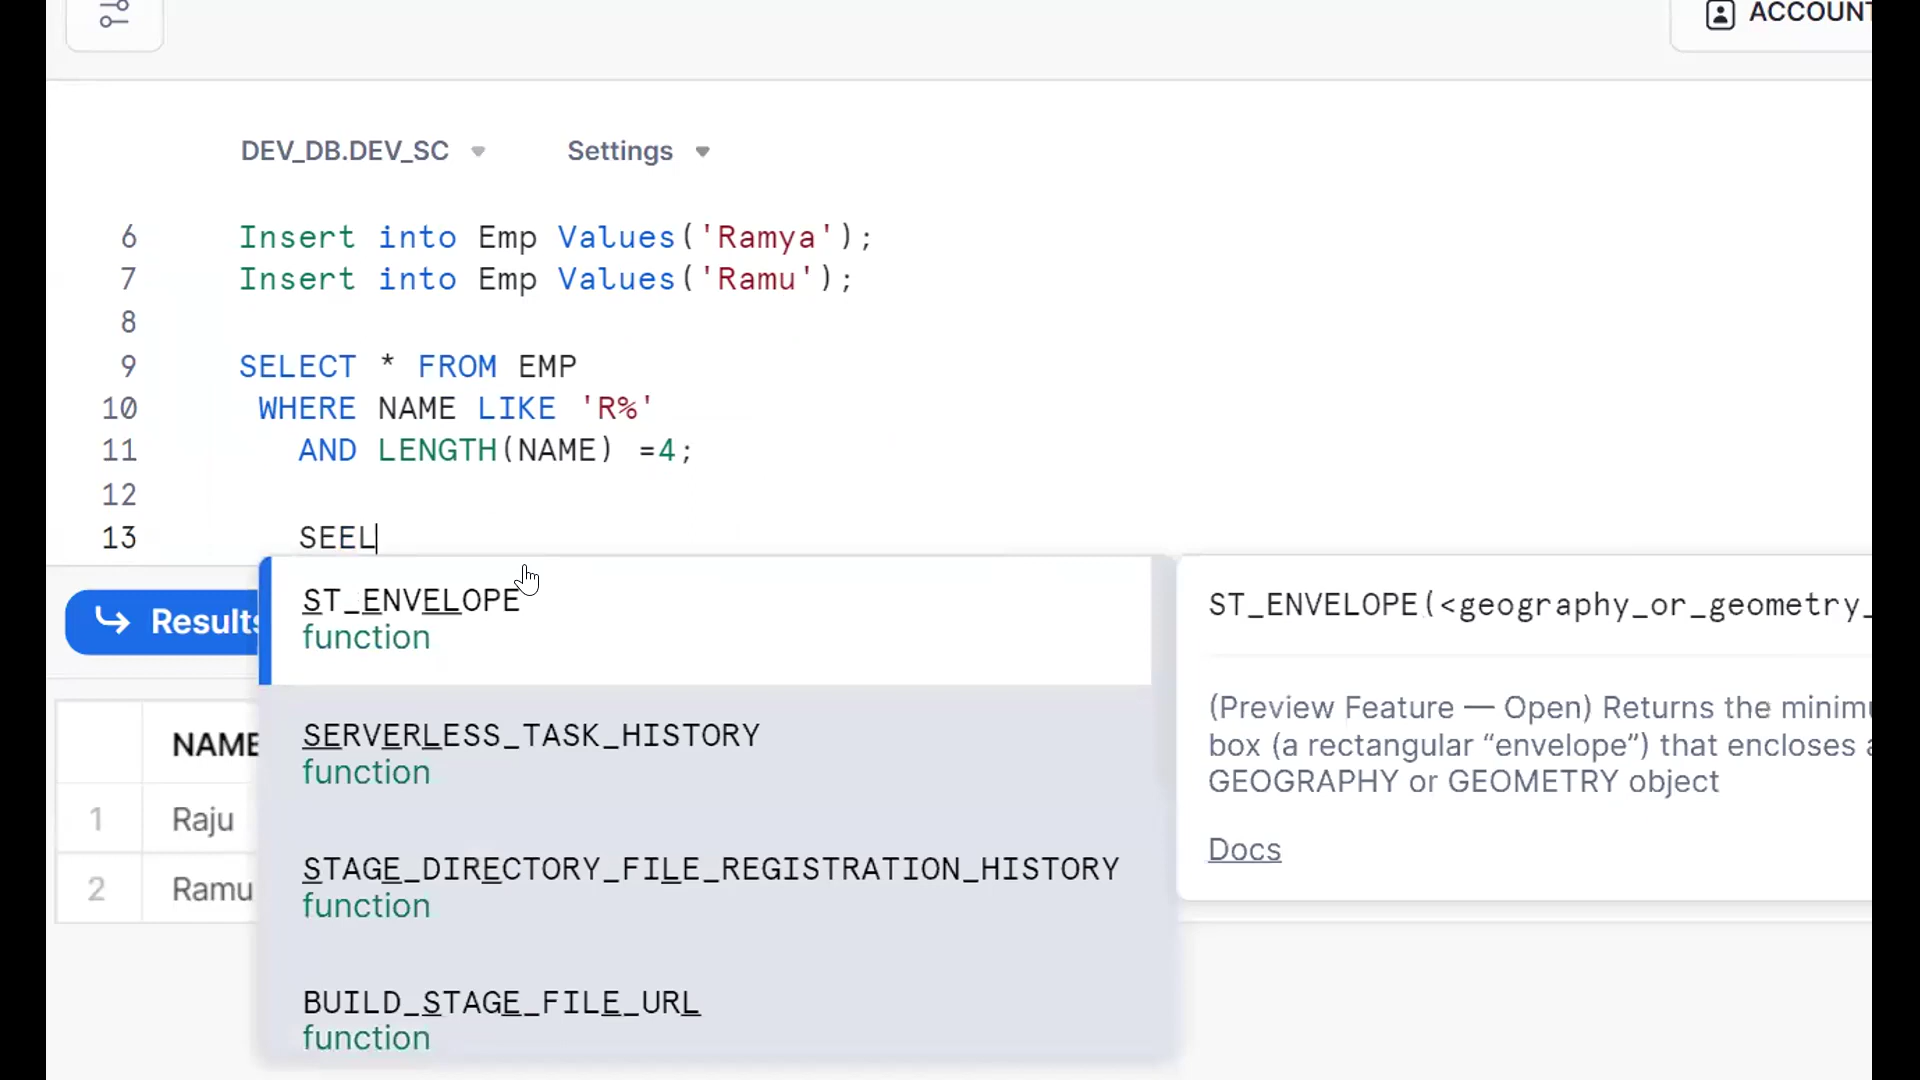 ACCOUNT
DEV_DB.DEV_SC Settings
6 Insert into Emp Values('Ramya');
7 Insert into Emp Values('Ramu');
8
9 SELECT * FROM EMP
10 WHERE NAME LIKE 'R%'
11 AND LENGTH(NAME) =4;
12
13 SEEL
Results
NAME
1 Raju
2 Ramu
ST_ENVELOPE
function
SERVERLESS_TASK_HISTORY
function
STAGE_DIRECTORY_FILE_REGISTRATION_HISTORY
function
BUILD_STAGE_FILE_URL
function
ST_ENVELOPE(<geography_or_geometry_
(Preview Feature — Open) Returns the minim
box (a rectangular “envelope”) that encloses a
GEOGRAPHY or GEOMETRY object
Docs